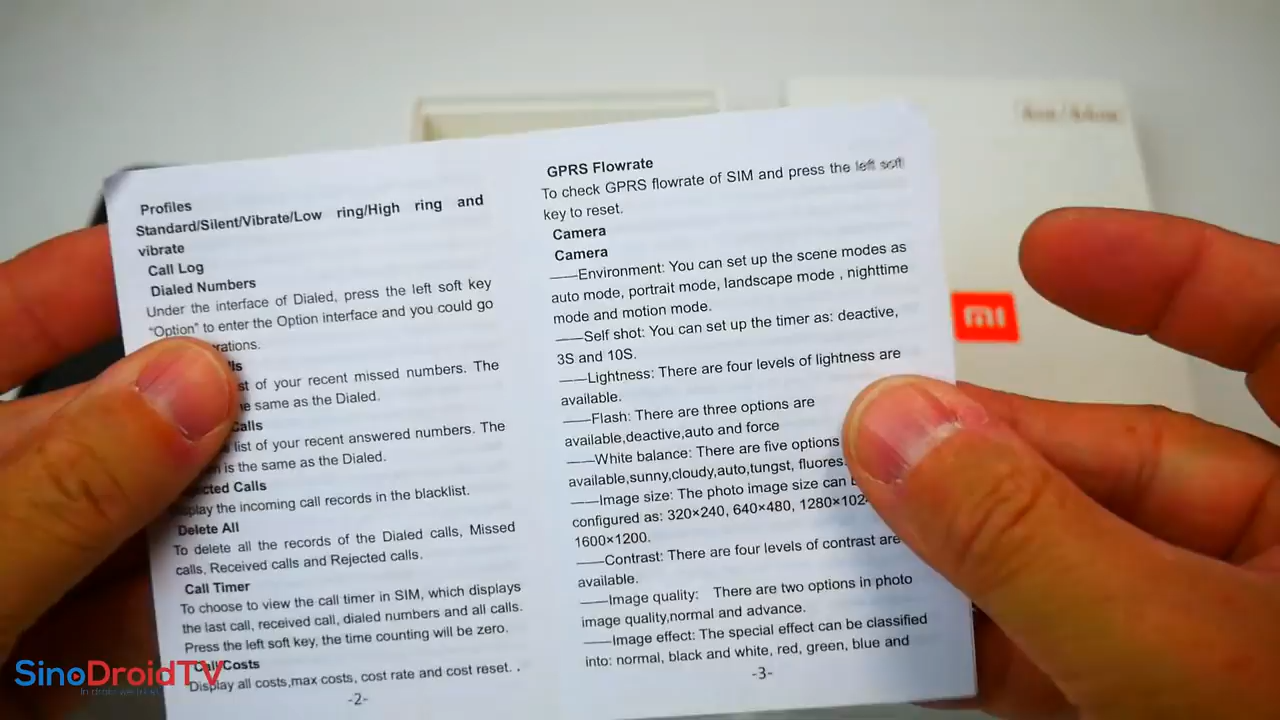 Profiles
Standard/Silent/Vibrate/Low ring/High ring and
vibrate
Call Log
Dialed Numbers
Under the interface of Dialed, press the left soft key
“Option” to enter the Option interface and you could go
of your recent missed numbers. The
same as the Dialed.
list of your recent answered numbers. The
is the same as the Dialed.
Calls
the incoming call records in the blacklist.
Delete All
To delete all the records of the Dialed calls, Missed
calls, Received calls and Rejected calls.
Call Timer
To choose to view the call timer in SIM, which displays
the last call, received call, dialed numbers and all calls.
Press the left soft key, the time counting will be zero.
Call Costs
Display all costs,max costs, cost rate and cost reset. .
-2-
GPRS Flowrate
To check GPRS flowrate of SIM and press the left soft
key to reset.
Camera
Camera
——Environment: You can set up the scene modes as
auto mode, portrait mode, landscape mode , nighttime
mode and motion mode.
——Self shot: You can set up the timer as: deactive,
3S and 10S.
——Lightness: There are four levels of lightness are
available.
——Flash: There are three options are
available,deactive,auto and force
——White balance: There are five options
available,sunny,cloudy,auto,tungst,
——Image size: The photo image size can
configured as: 320×240, 640×480,
1600×1200.
——Contrast: There are four levels of contrast are
available.
——Image quality: There are two options in photo
image quality,normal and advance.
——Image effect: The special effect can be classified
into: normal, black and white, red, green, blue and
-3-
mi
SinoDroidTV